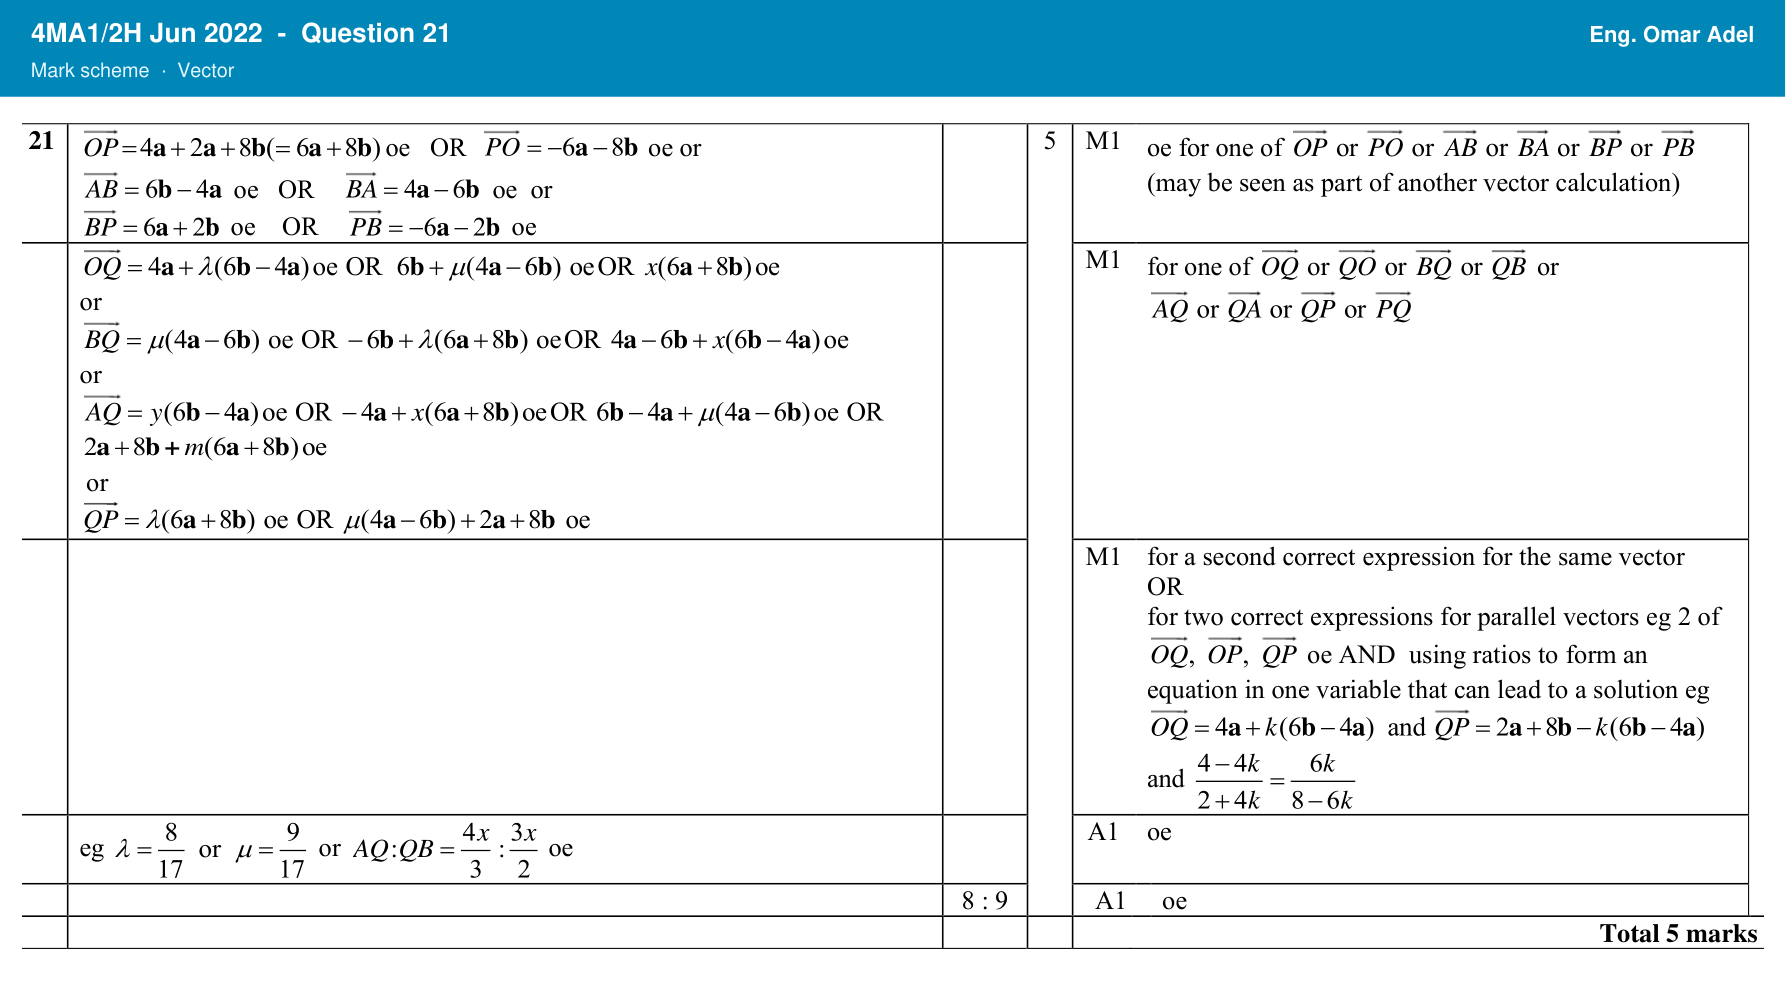 4MA1/2H Jun 2022 - Question 21
Eng. Omar Adel
Mark scheme · Vector
21
OP = 4a + 2a + 8b(= 6a + 8b) oe OR PO = −6a − 8b oe or
AB = 6b − 4a oe OR BA = 4a − 6b oe or
BP = 6a + 2b oe OR PB = −6a − 2b oe
5
M1 oe for one of OP or PO or AB or BA or BP or PB
(may be seen as part of another vector calculation)
OQ = 4a + λ(6b − 4a) oe OR 6b + μ(4a − 6b) oe OR x(6a + 8b) oe
or
BQ = μ(4a − 6b) oe OR −6b + λ(6a + 8b) oe OR 4a − 6b + x(6b − 4a) oe
or
AQ = y(6b − 4a) oe OR −4a + x(6a + 8b) oe OR 6b − 4a + μ(4a − 6b) oe OR
2a + 8b + m(6a + 8b) oe
or
QP = λ(6a + 8b) oe OR μ(4a − 6b) + 2a + 8b oe
M1 for one of OQ or QO or BQ or QB or
AQ or QA or QP or PQ
M1 for a second correct expression for the same vector
OR
for two correct expressions for parallel vectors eg 2 of
OQ, OP, QP oe AND using ratios to form an
equation in one variable that can lead to a solution eg
OQ = 4a + k(6b − 4a) and QP = 2a + 8b − k(6b − 4a)
and (4 − 4k)/(2 + 4k) = 6k/(8 − 6k)
eg λ = 8/17 or μ = 9/17 or AQ:QB = 4x/3 : 3x/2 oe
A1 oe
8 : 9
A1 oe
Total 5 marks